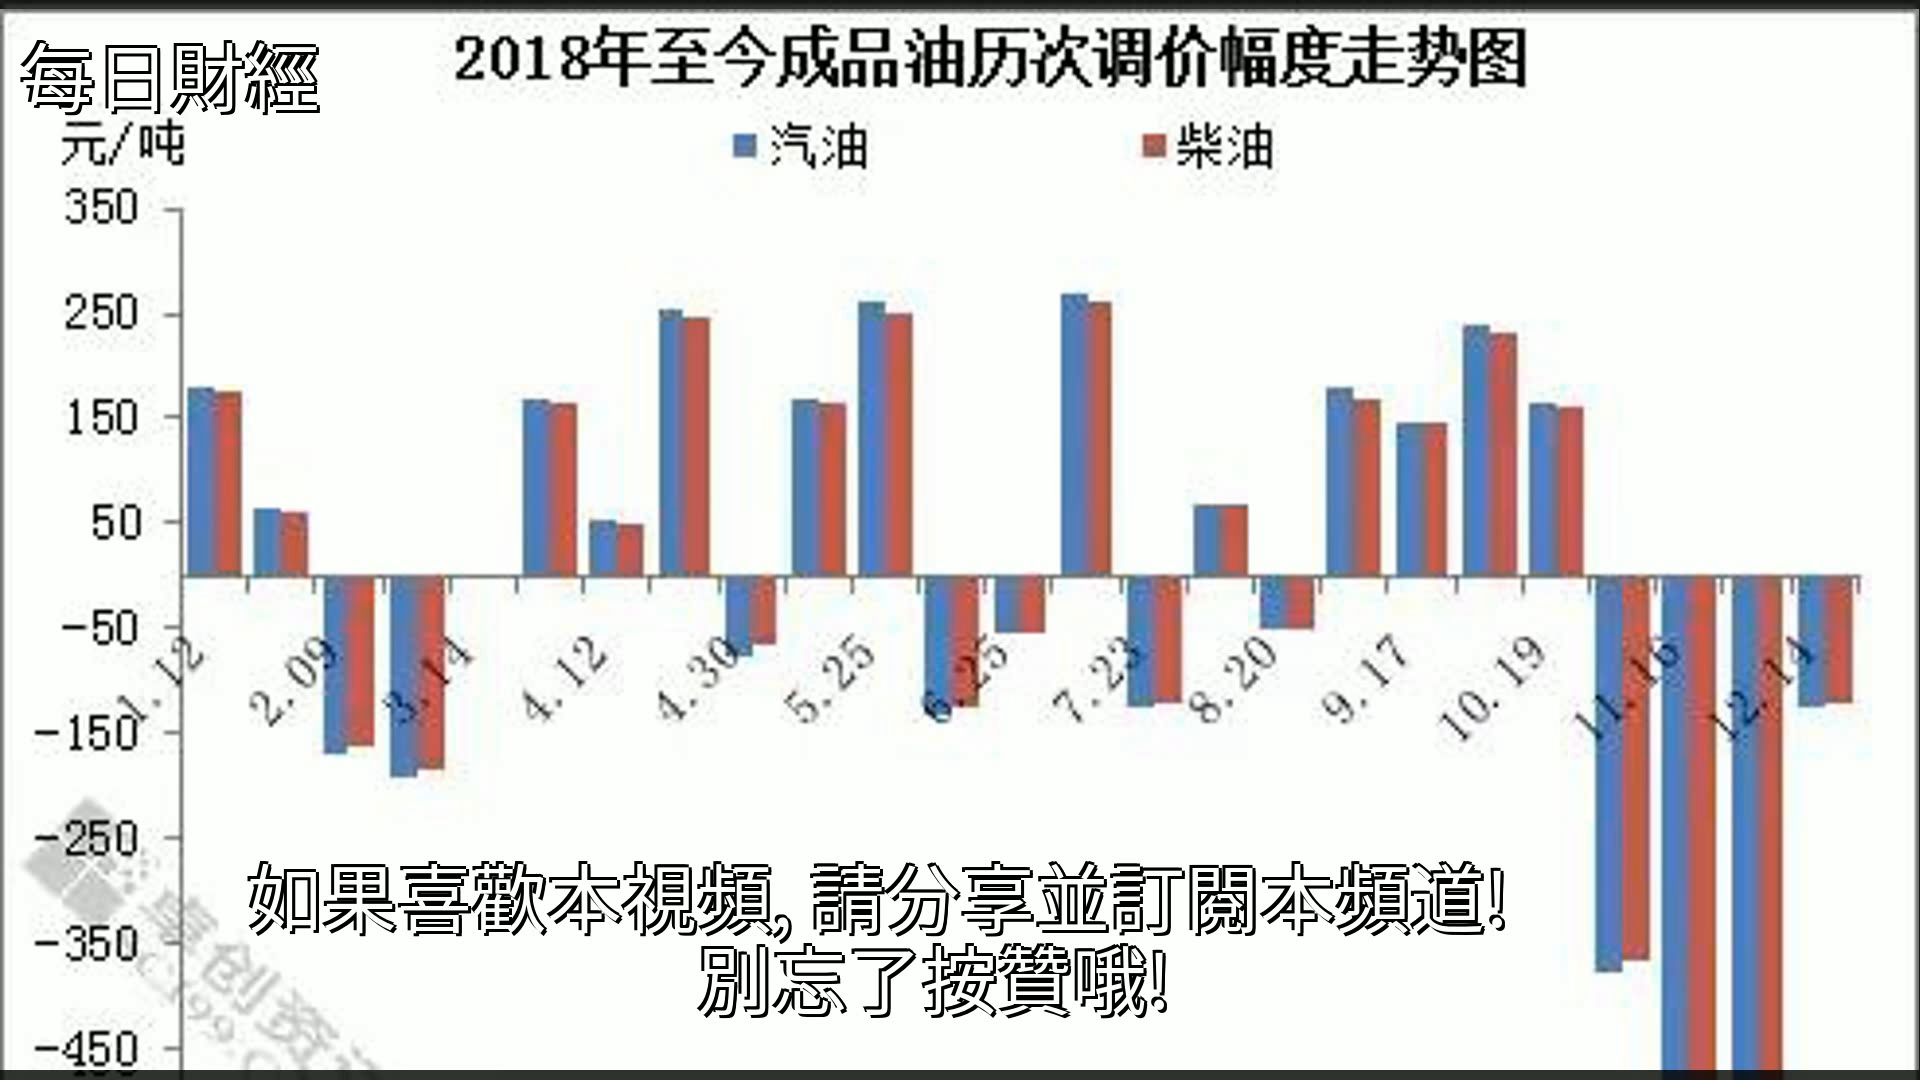 2018年至今成品油历次调价幅度走势图
每日財經
元/吨
汽油
柴油
350
250
150
50
-50
-150
-250
-350
-450
1.12
2.09
3.14
4.12
4.30
5.25
6.25
7.23
8.20
9.17
10.19
11.16
12.14
如果喜歡本視頻,請分享並訂閱本頻道!
別忘了按贊哦!
卓创资